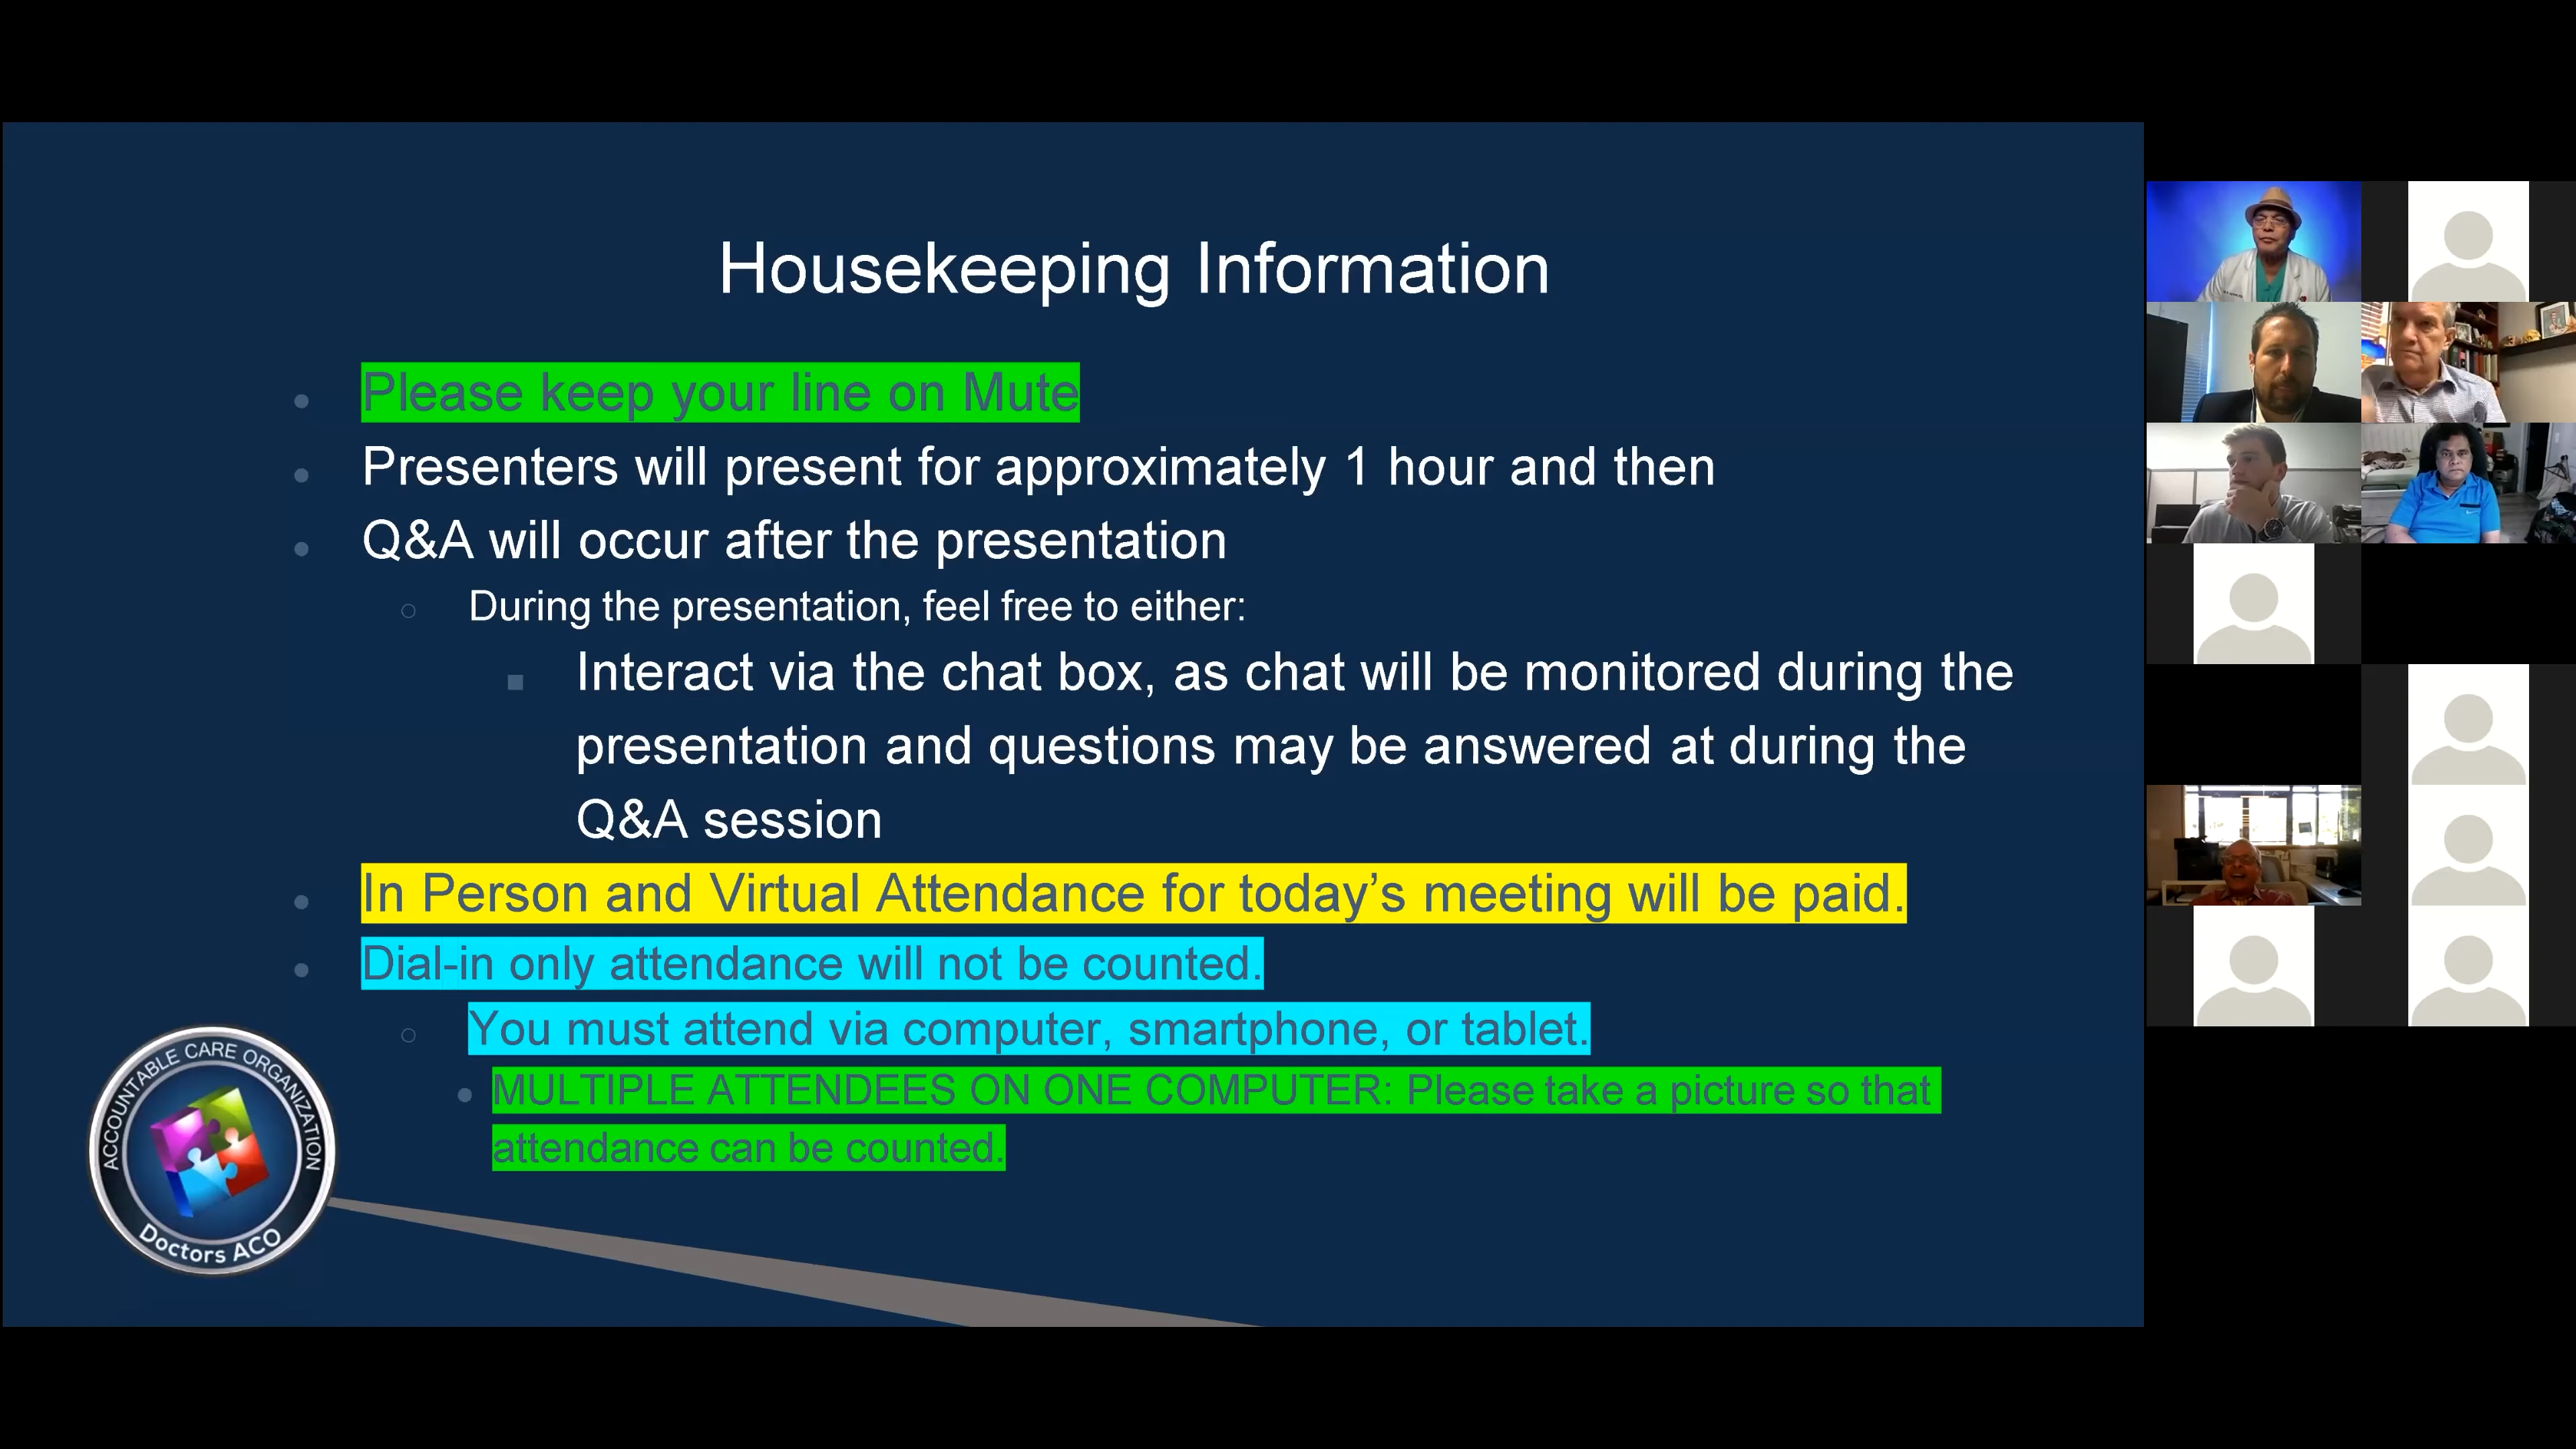 Housekeeping Information
Please keep your line on Mute
Presenters will present for approximately 1 hour and then
Q&A will occur after the presentation
During the presentation, feel free to either:
Interact via the chat box, as chat will be monitored during the
presentation and questions may be answered at during the
Q&A session
In Person and Virtual Attendance for today’s meeting will be paid.
Dial-in only attendance will not be counted.
You must attend via computer, smartphone, or tablet.
MULTIPLE ATTENDEES ON ONE COMPUTER: Please take a picture so that
attendance can be counted.
ACCOUNTABLE CARE ORGANIZATION
Doctors ACO